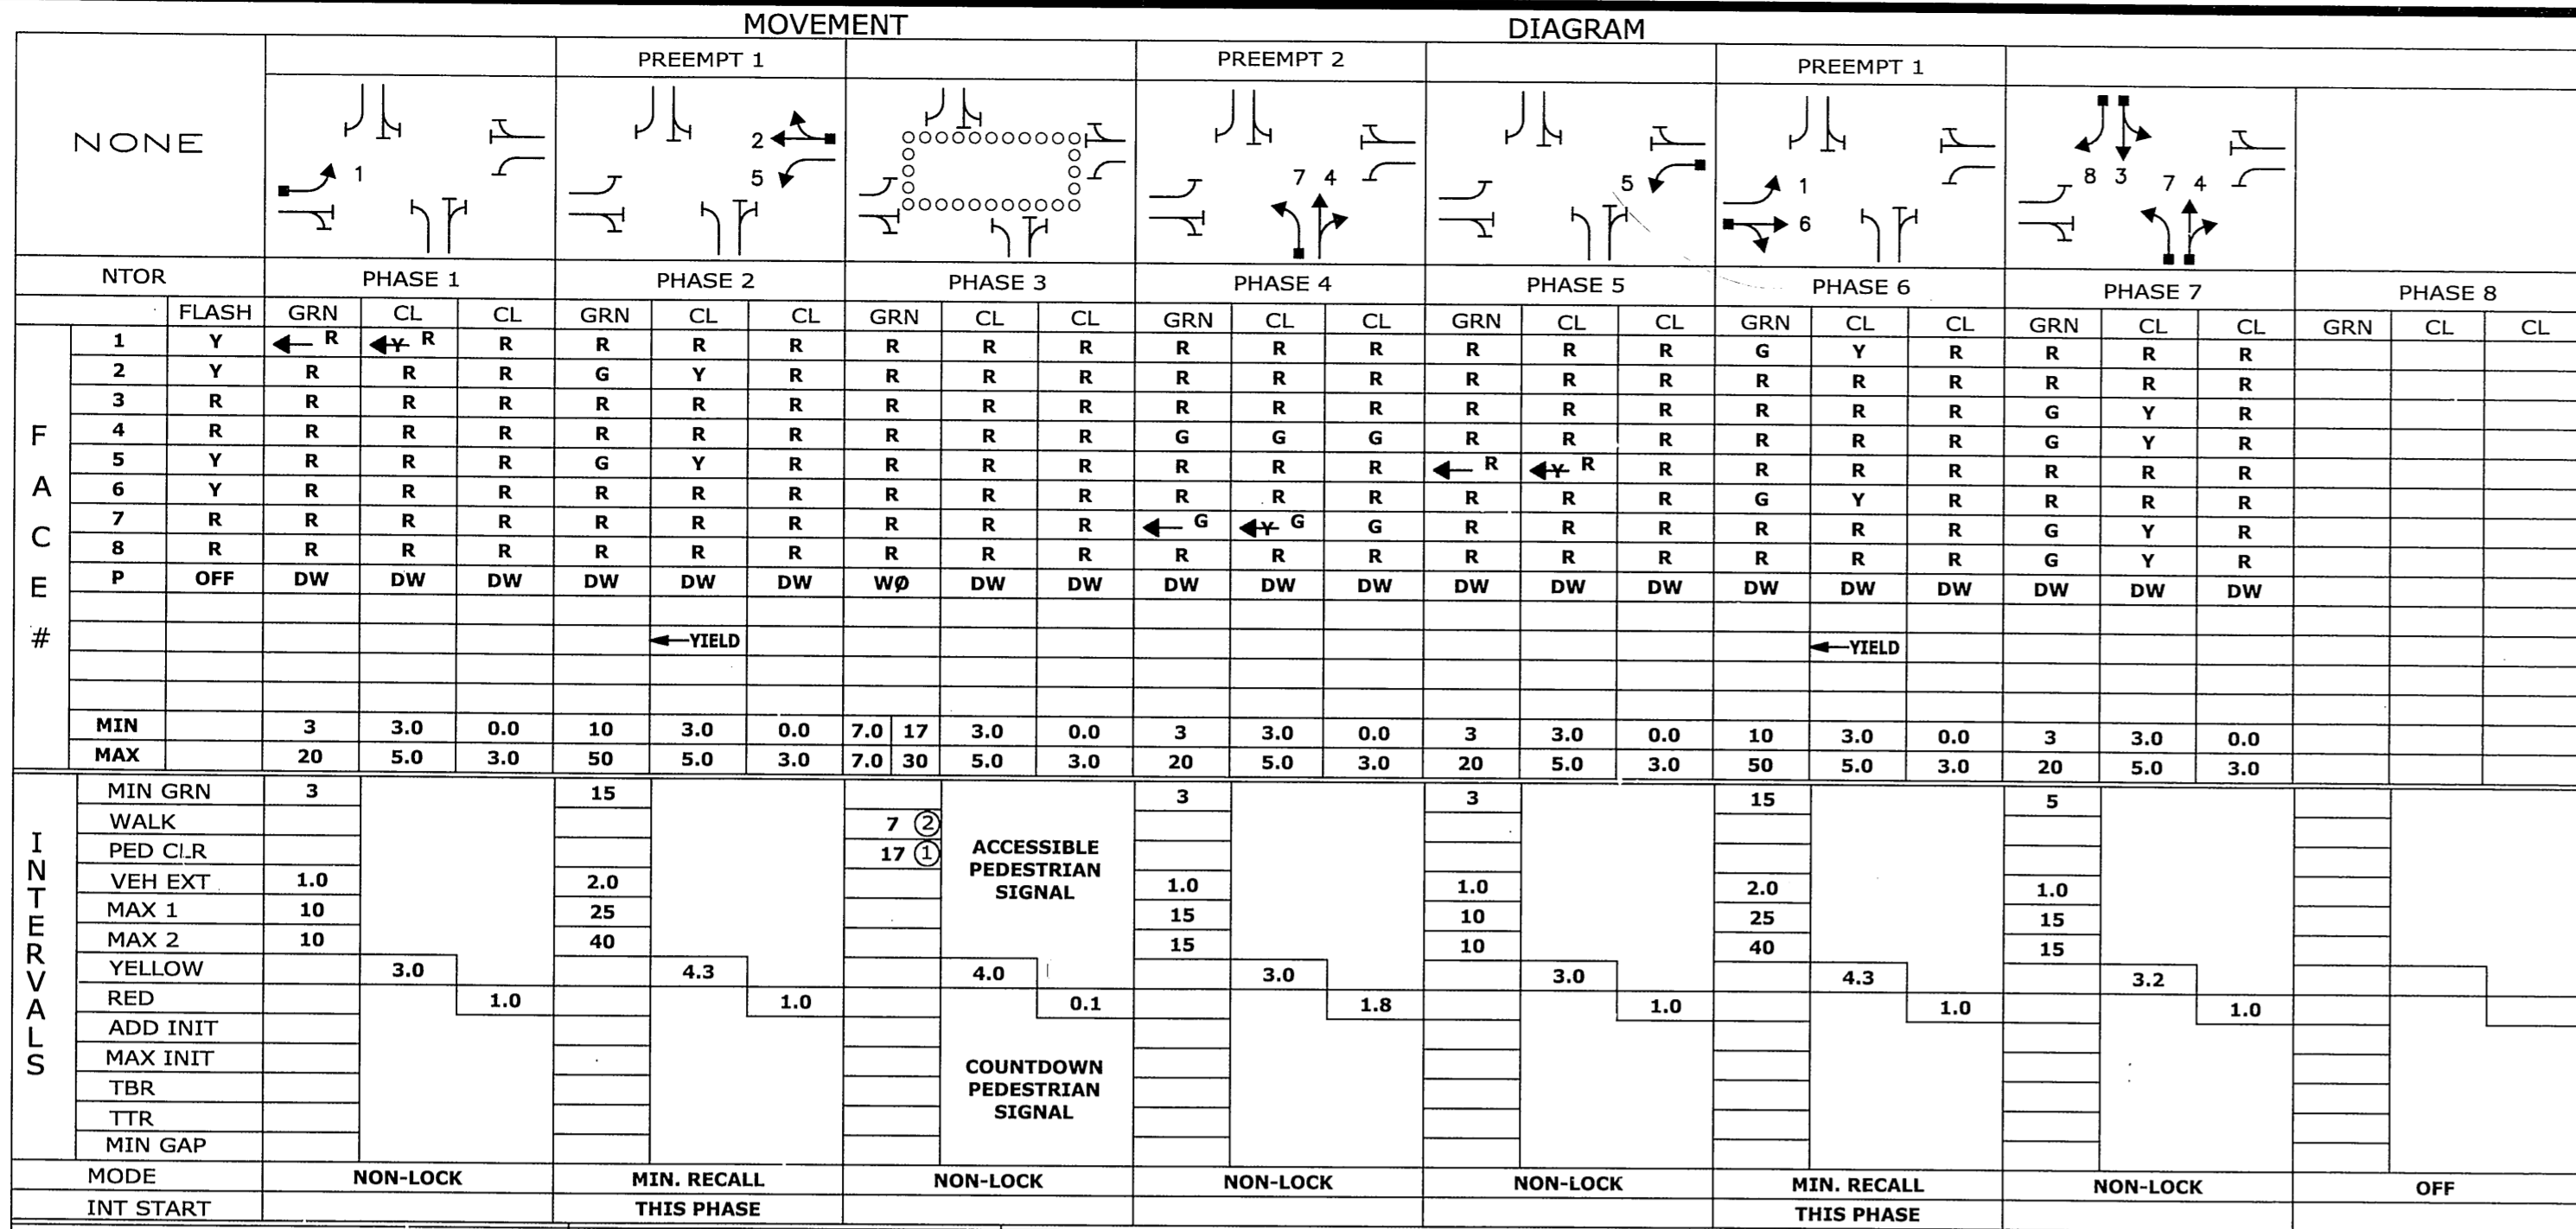 MOVEMENT DIAGRAM
PREEMPT 1 PREEMPT 2 PREEMPT 1
NONE
1
2
5
7 4
5
1
6
8 3 7 4
NTOR PHASE 1 PHASE 2 PHASE 3 PHASE 4 PHASE 5 PHASE 6 PHASE 7 PHASE 8
FLASH GRN CL CL GRN CL CL GRN CL CL GRN CL CL GRN CL CL GRN CL CL GRN CL CL GRN CL CL
FACE #
1 Y R Y R R R R R R R R R R R R R R G Y R R R R
2 Y R R R G Y R R R R R R R R R R R R R R R R
3 R R R R R R R R R R R R R R R R R R R G Y R
4 R R R R R R R R R R G G G R R R R R R G Y R
5 Y R R R G Y R R R R R R R R Y R R R R R R R R
6 Y R R R R R R R R R R R R R R R G Y R R R R
7 R R R R R R R R R R G Y G G R R R R R R G Y R
8 R R R R R R R R R R R R R R R R R R R G Y R
P OFF DW DW DW DW DW DW WØ DW DW DW DW DW DW DW DW DW DW DW DW DW DW
YIELD YIELD
MIN 3 3.0 0.0 10 3.0 0.0 7.0 17 3.0 0.0 3 3.0 0.0 3 3.0 0.0 10 3.0 0.0 3 3.0 0.0
MAX 20 5.0 3.0 50 5.0 3.0 7.0 30 5.0 3.0 20 5.0 3.0 20 5.0 3.0 50 5.0 3.0 20 5.0 3.0
INTERVALS
MIN GRN 3 15 3 3 15 5
WALK 7 2
PED CLR 17 1
VEH EXT 1.0 2.0 1.0 1.0 2.0 1.0
MAX 1 10 25 15 10 25 15
MAX 2 10 40 15 10 40 15
ACCESSIBLE
PEDESTRIAN
SIGNAL
YELLOW 3.0 4.3 4.0 3.0 3.0 4.3 3.2
RED 1.0 1.0 0.1 1.8 1.0 1.0 1.0
ADD INIT
MAX INIT
TBR
TTR
MIN GAP
COUNTDOWN
PEDESTRIAN
SIGNAL
MODE NON-LOCK MIN. RECALL NON-LOCK NON-LOCK NON-LOCK MIN. RECALL NON-LOCK OFF
INT START THIS PHASE THIS PHASE